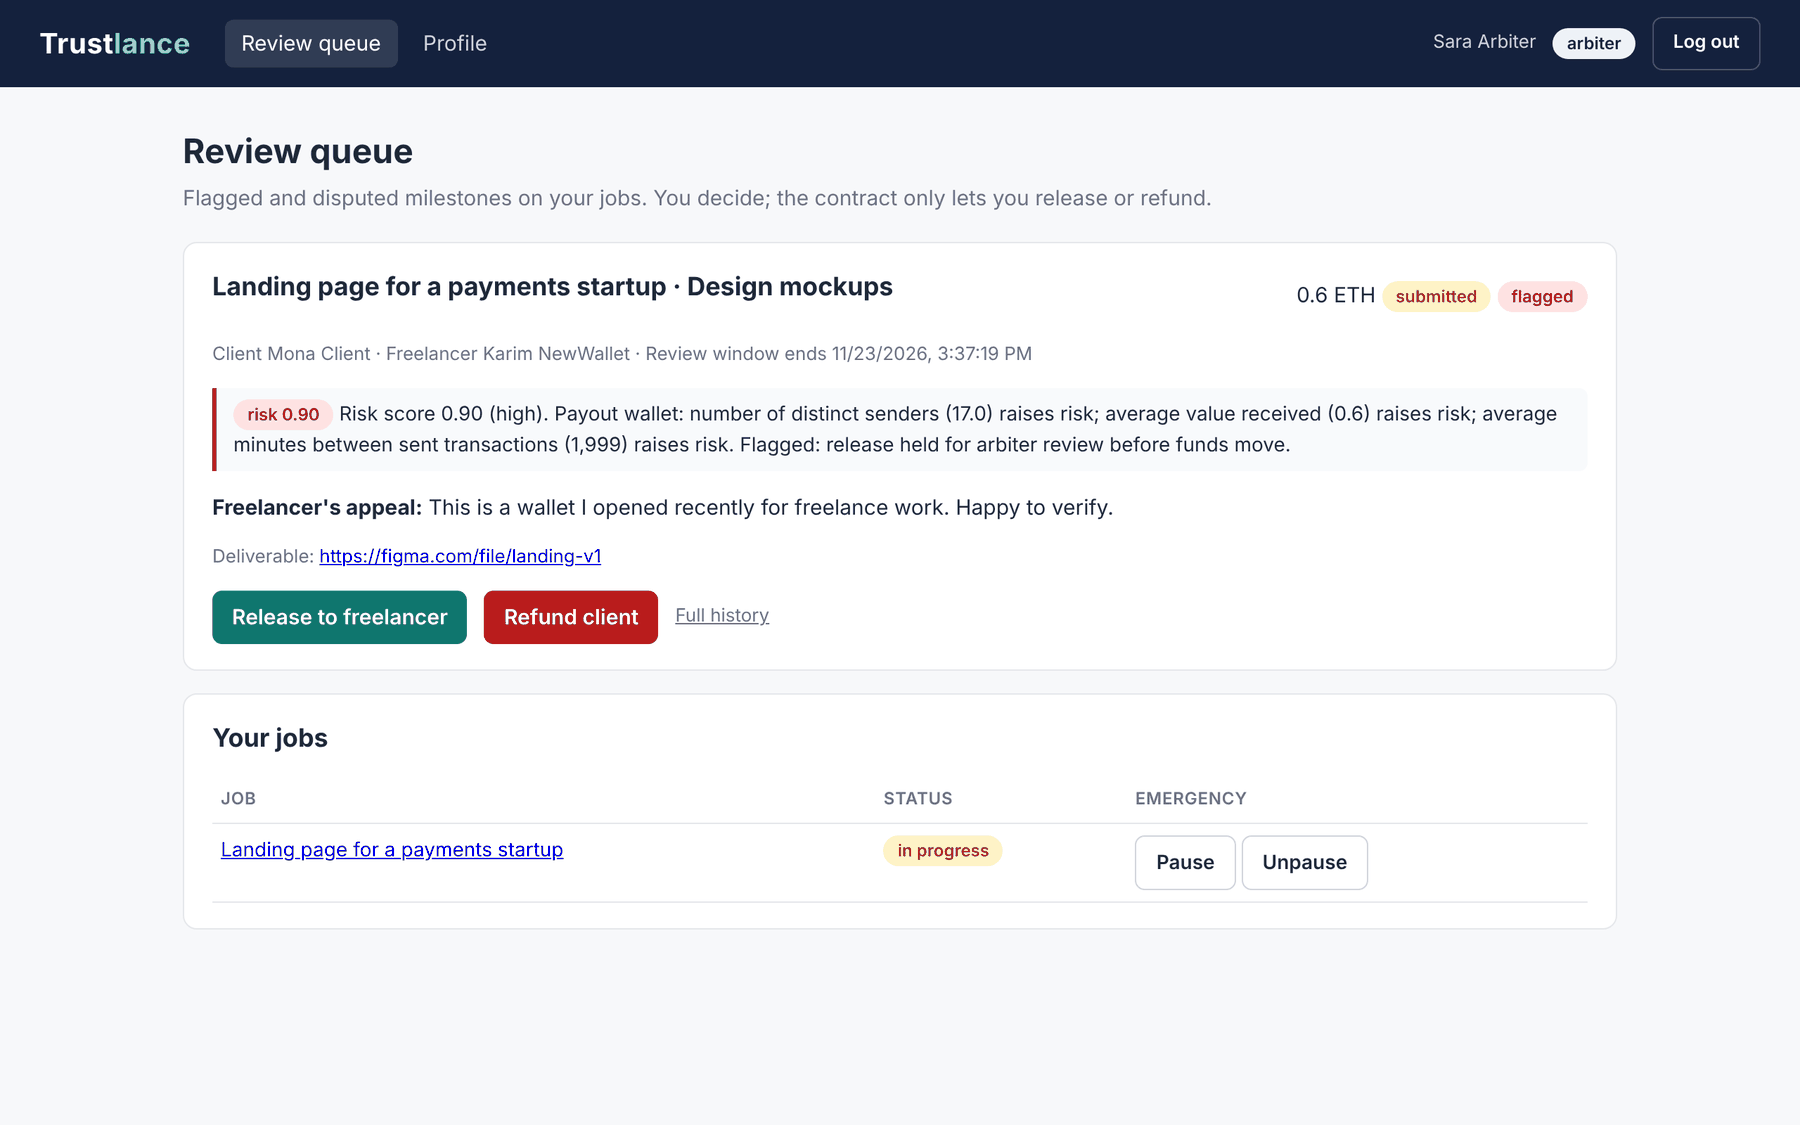 Trustlance
Review queue
Profile
Sara Arbiter
arbiter
Log out
Review queue
Flagged and disputed milestones on your jobs. You decide; the contract only lets you release or refund.
Landing page for a payments startup · Design mockups
0.6 ETH submitted flagged
Client Mona Client · Freelancer Karim NewWallet · Review window ends 11/23/2026, 3:37:19 PM
risk 0.90 Risk score 0.90 (high). Payout wallet: number of distinct senders (17.0) raises risk; average value received (0.6) raises risk; average
minutes between sent transactions (1,999) raises risk. Flagged: release held for arbiter review before funds move.
Freelancer's appeal: This is a wallet I opened recently for freelance work. Happy to verify.
Deliverable: https://figma.com/file/landing-v1
Release to freelancer
Refund client
Full history
Your jobs
JOB STATUS EMERGENCY
Landing page for a payments startup
in progress
Pause
Unpause